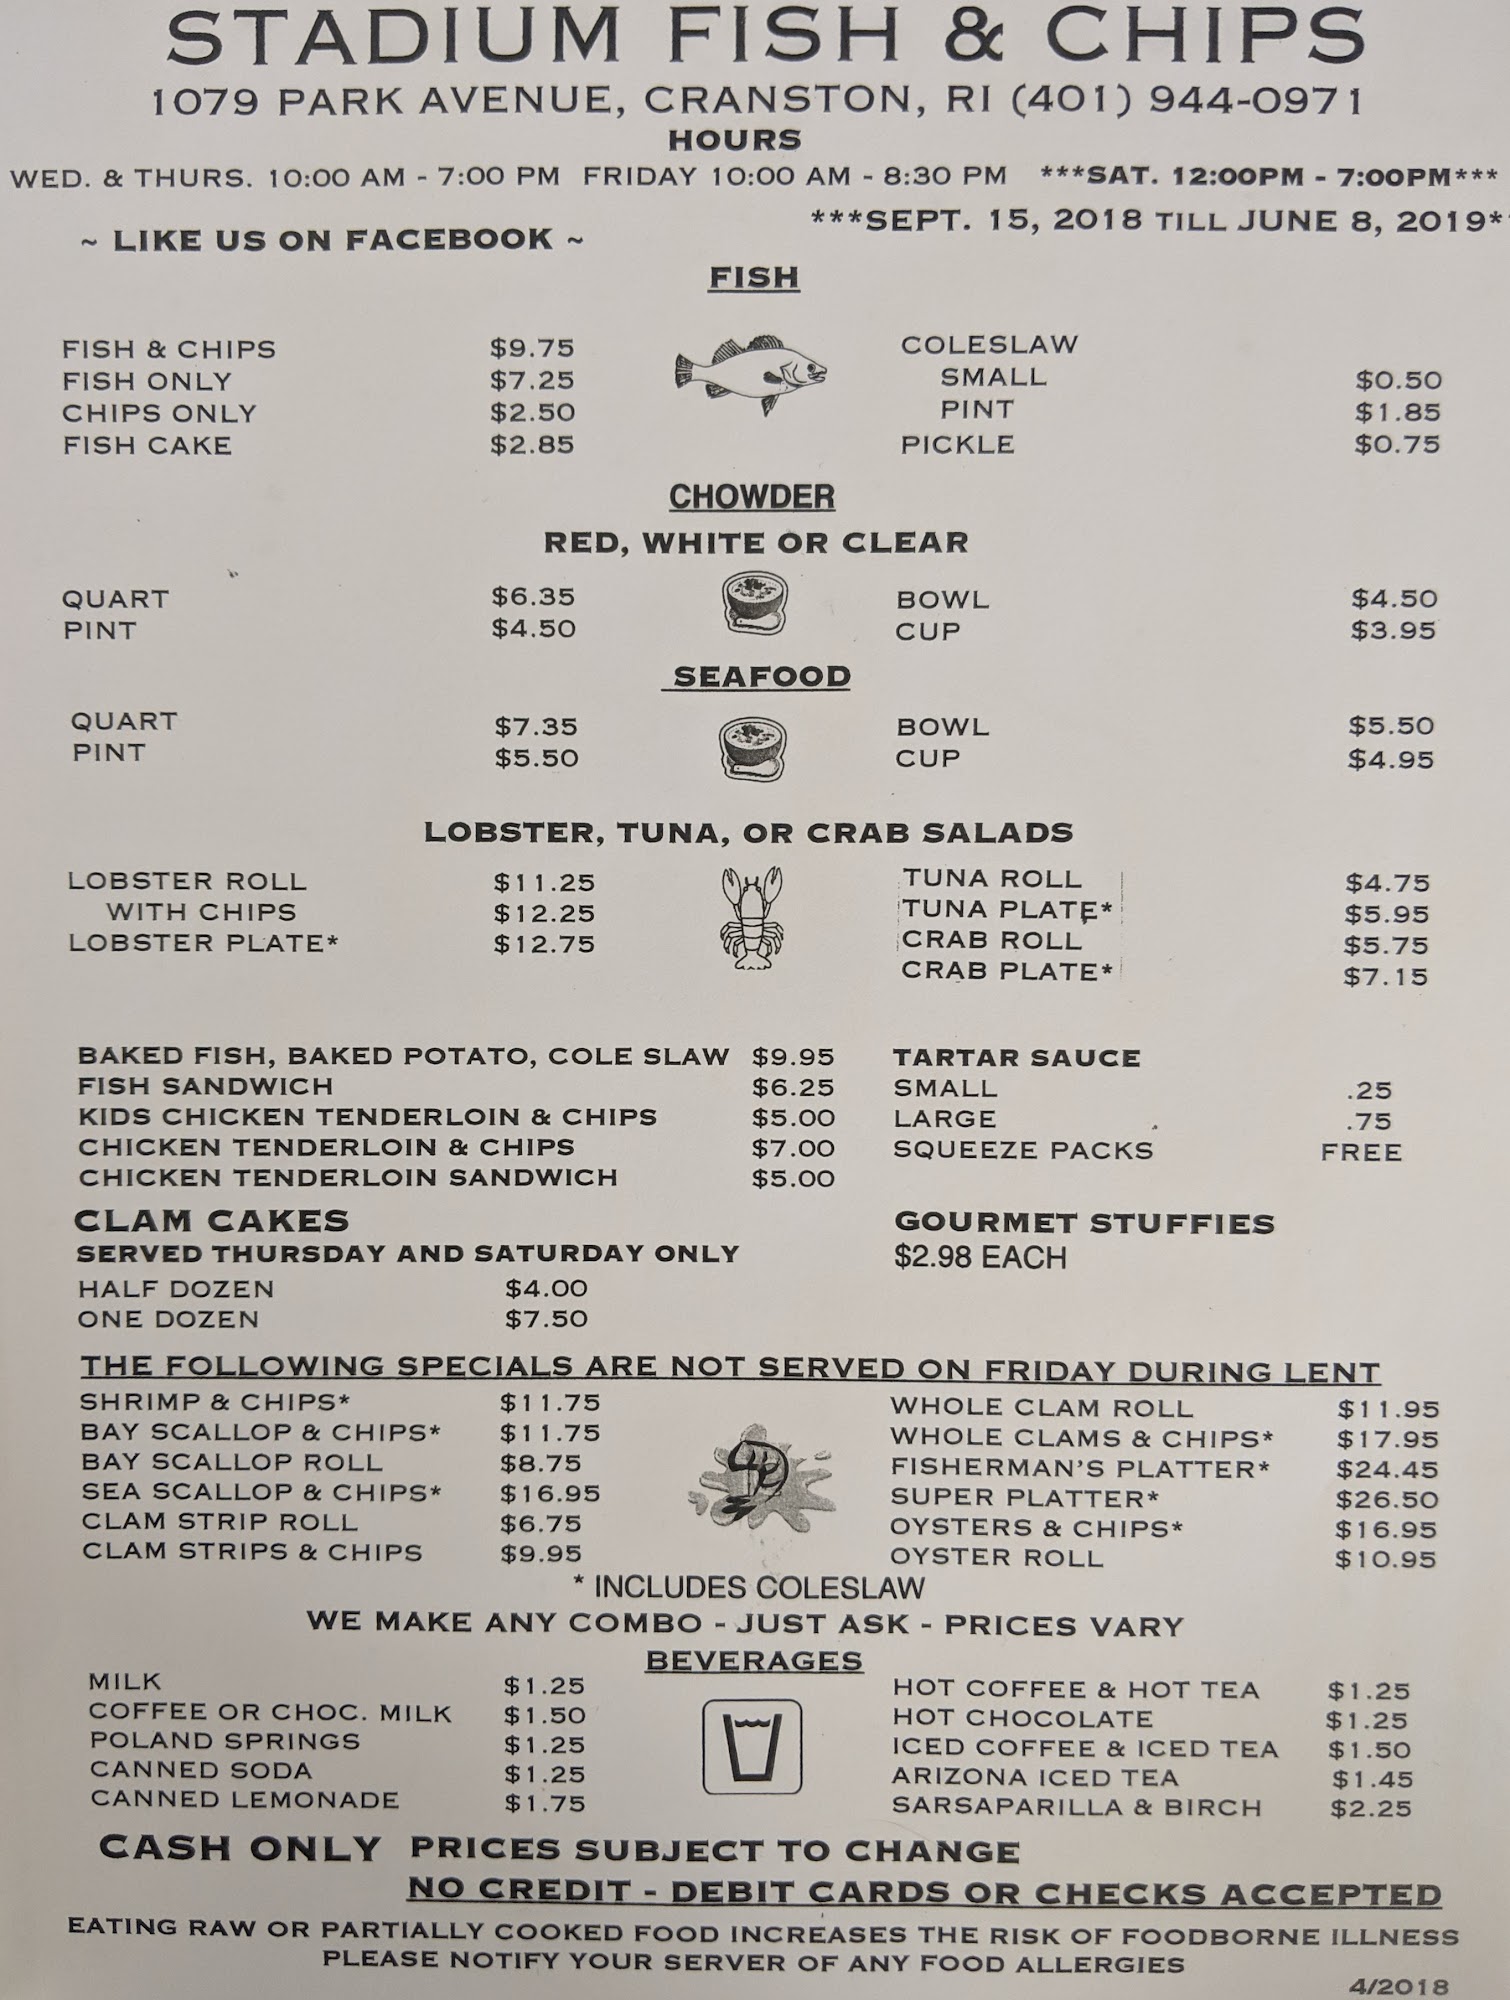 STADIUM FISH & CHIPS
1079 PARK AVENUE, CRANSTON, RI (401) 944-0971
HOURS
WED. & THURS. 10:00 AM - 7:00 PM FRIDAY 10:00 AM - 8:30 PM ***SAT. 12:00PM - 7:00PM***
***SEPT. 15, 2018 TILL JUNE 8, 2019*
~ LIKE US ON FACEBOOK ~
FISH
FISH & CHIPS $9.75
FISH ONLY $7.25
CHIPS ONLY $2.50
FISH CAKE $2.85
COLESLAW
SMALL $0.50
PINT $1.85
PICKLE $0.75
CHOWDER
RED, WHITE OR CLEAR
QUART $6.35
PINT $4.50
BOWL $4.50
CUP $3.95
SEAFOOD
QUART $7.35
PINT $5.50
BOWL $5.50
CUP $4.95
LOBSTER, TUNA, OR CRAB SALADS
LOBSTER ROLL $11.25
WITH CHIPS $12.25
LOBSTER PLATE* $12.75
TUNA ROLL $4.75
TUNA PLATE* $5.95
CRAB ROLL $5.75
CRAB PLATE* $7.15
BAKED FISH, BAKED POTATO, COLE SLAW $9.95
FISH SANDWICH $6.25
KIDS CHICKEN TENDERLOIN & CHIPS $5.00
CHICKEN TENDERLOIN & CHIPS $7.00
CHICKEN TENDERLOIN SANDWICH $5.00
TARTAR SAUCE
SMALL .25
LARGE .75
SQUEEZE PACKS FREE
CLAM CAKES
SERVED THURSDAY AND SATURDAY ONLY
HALF DOZEN $4.00
ONE DOZEN $7.50
GOURMET STUFFIES
$2.98 EACH
THE FOLLOWING SPECIALS ARE NOT SERVED ON FRIDAY DURING LENT
SHRIMP & CHIPS* $11.75
BAY SCALLOP & CHIPS* $11.75
BAY SCALLOP ROLL $8.75
SEA SCALLOP & CHIPS* $16.95
CLAM STRIP ROLL $6.75
CLAM STRIPS & CHIPS $9.95
WHOLE CLAM ROLL $11.95
WHOLE CLAMS & CHIPS* $17.95
FISHERMAN'S PLATTER* $24.45
SUPER PLATTER* $26.50
OYSTERS & CHIPS* $16.95
OYSTER ROLL $10.95
* INCLUDES COLESLAW
WE MAKE ANY COMBO - JUST ASK - PRICES VARY
BEVERAGES
MILK $1.25
COFFEE OR CHOC. MILK $1.50
POLAND SPRINGS $1.25
CANNED SODA $1.25
CANNED LEMONADE $1.75
HOT COFFEE & HOT TEA $1.25
HOT CHOCOLATE $1.25
ICED COFFEE & ICED TEA $1.50
ARIZONA ICED TEA $1.45
SARSAPARILLA & BIRCH $2.25
CASH ONLY PRICES SUBJECT TO CHANGE
NO CREDIT - DEBIT CARDS OR CHECKS ACCEPTED
EATING RAW OR PARTIALLY COOKED FOOD INCREASES THE RISK OF FOODBORNE ILLNESS
PLEASE NOTIFY YOUR SERVER OF ANY FOOD ALLERGIES
4/2018